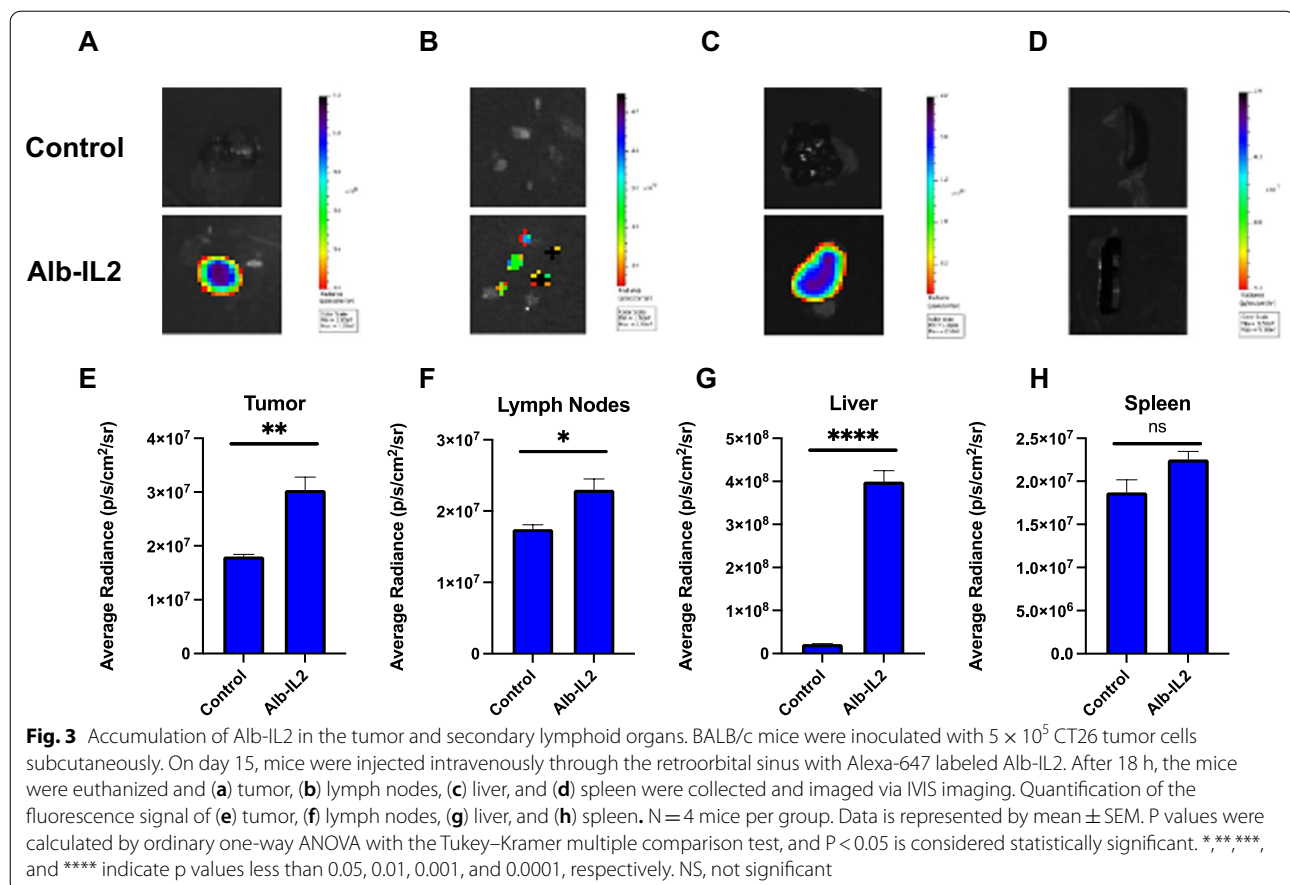 A
B
C
D
Control
Alb-IL2
E
F
G
H
Tumor
**
Average Radiance (p/s/cm²/sr)
4×10⁷
3×10⁷
2×10⁷
1×10⁷
0
Control
Alb-IL2
Lymph Nodes
*
Average Radiance (p/s/cm²/sr)
3×10⁷
2×10⁷
1×10⁷
0
Control
Alb-IL2
Liver
****
Average Radiance (p/s/cm²/sr)
5×10⁸
4×10⁸
3×10⁸
2×10⁸
1×10⁸
0
Control
Alb-IL2
Spleen
ns
Average Radiance (p/s/cm²/sr)
2.5×10⁷
2.0×10⁷
1.5×10⁷
1.0×10⁷
5.0×10⁶
0.0
Control
Alb-IL2
Fig. 3 Accumulation of Alb-IL2 in the tumor and secondary lymphoid organs. BALB/c mice were inoculated with 5 × 10⁵ CT26 tumor cells
subcutaneously. On day 15, mice were injected intravenously through the retroorbital sinus with Alexa-647 labeled Alb-IL2. After 18 h, the mice
were euthanized and (a) tumor, (b) lymph nodes, (c) liver, and (d) spleen were collected and imaged via IVIS imaging. Quantification of the
fluorescence signal of (e) tumor, (f) lymph nodes, (g) liver, and (h) spleen. N = 4 mice per group. Data is represented by mean ± SEM. P values were
calculated by ordinary one-way ANOVA with the Tukey–Kramer multiple comparison test, and P < 0.05 is considered statistically significant. *,**,***,
and **** indicate p values less than 0.05, 0.01, 0.001, and 0.0001, respectively. NS, not significant